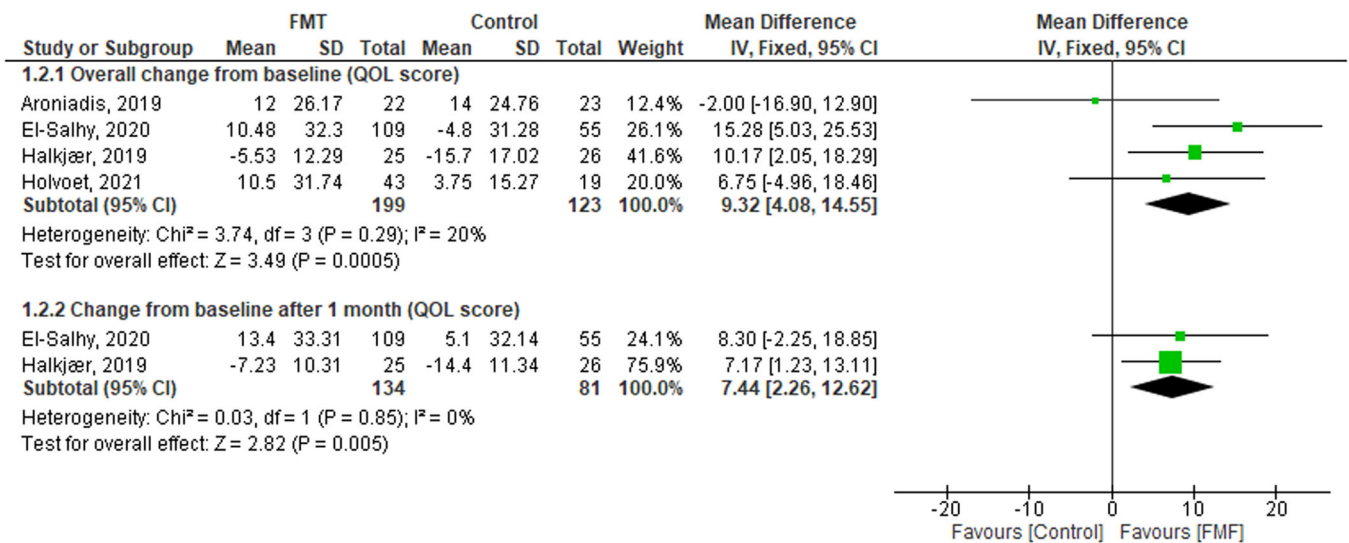 FMT Control Mean Difference Mean Difference
Study or Subgroup Mean SD Total Mean SD Total Weight IV, Fixed, 95% CI IV, Fixed, 95% CI
1.2.1 Overall change from baseline (QOL score)
Aroniadis, 2019 12 26.17 22 14 24.76 23 12.4% -2.00 [-16.90, 12.90]
El-Salhy, 2020 10.48 32.3 109 -4.8 31.28 55 26.1% 15.28 [5.03, 25.53]
Halkjær, 2019 -5.53 12.29 25 -15.7 17.02 26 41.6% 10.17 [2.05, 18.29]
Holvoet, 2021 10.5 31.74 43 3.75 15.27 19 20.0% 6.75 [-4.96, 18.46]
Subtotal (95% CI) 199 123 100.0% 9.32 [4.08, 14.55]
Heterogeneity: Chi² = 3.74, df = 3 (P = 0.29); I² = 20%
Test for overall effect: Z = 3.49 (P = 0.0005)
1.2.2 Change from baseline after 1 month (QOL score)
El-Salhy, 2020 13.4 33.31 109 5.1 32.14 55 24.1% 8.30 [-2.25, 18.85]
Halkjær, 2019 -7.23 10.31 25 -14.4 11.34 26 75.9% 7.17 [1.23, 13.11]
Subtotal (95% CI) 134 81 100.0% 7.44 [2.26, 12.62]
Heterogeneity: Chi² = 0.03, df = 1 (P = 0.85); I² = 0%
Test for overall effect: Z = 2.82 (P = 0.005)
-20 -10 0 10 20
Favours [Control] Favours [FMF]